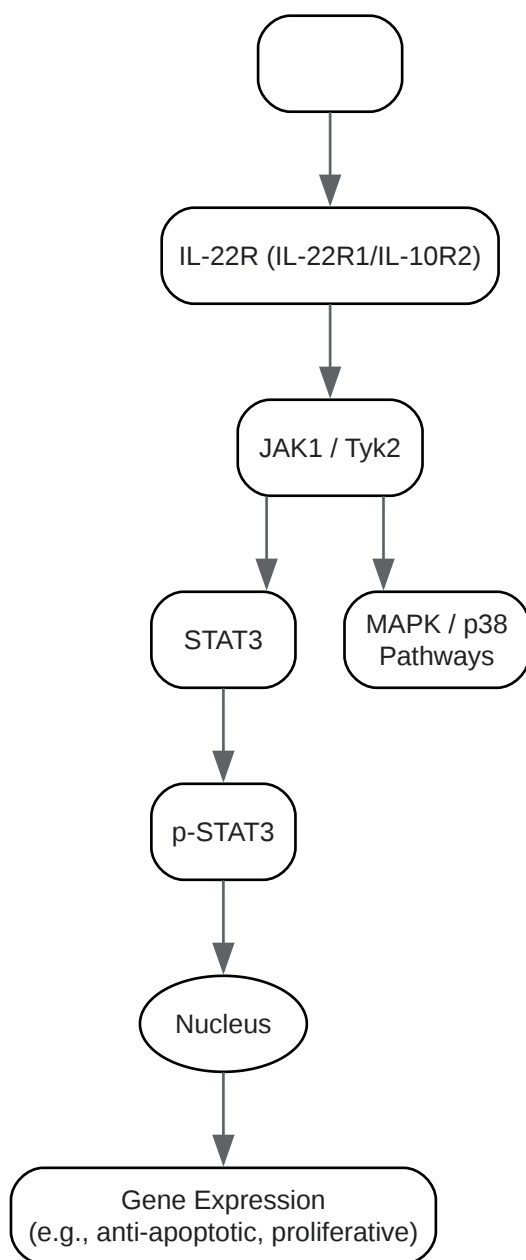 IL-22R (IL-22R1/IL-10R2)
JAK1 / Tyk2
STAT3
MAPK / p38
Pathways
p-STAT3
Nucleus
Gene Expression
(e.g., anti-apoptotic, proliferative)